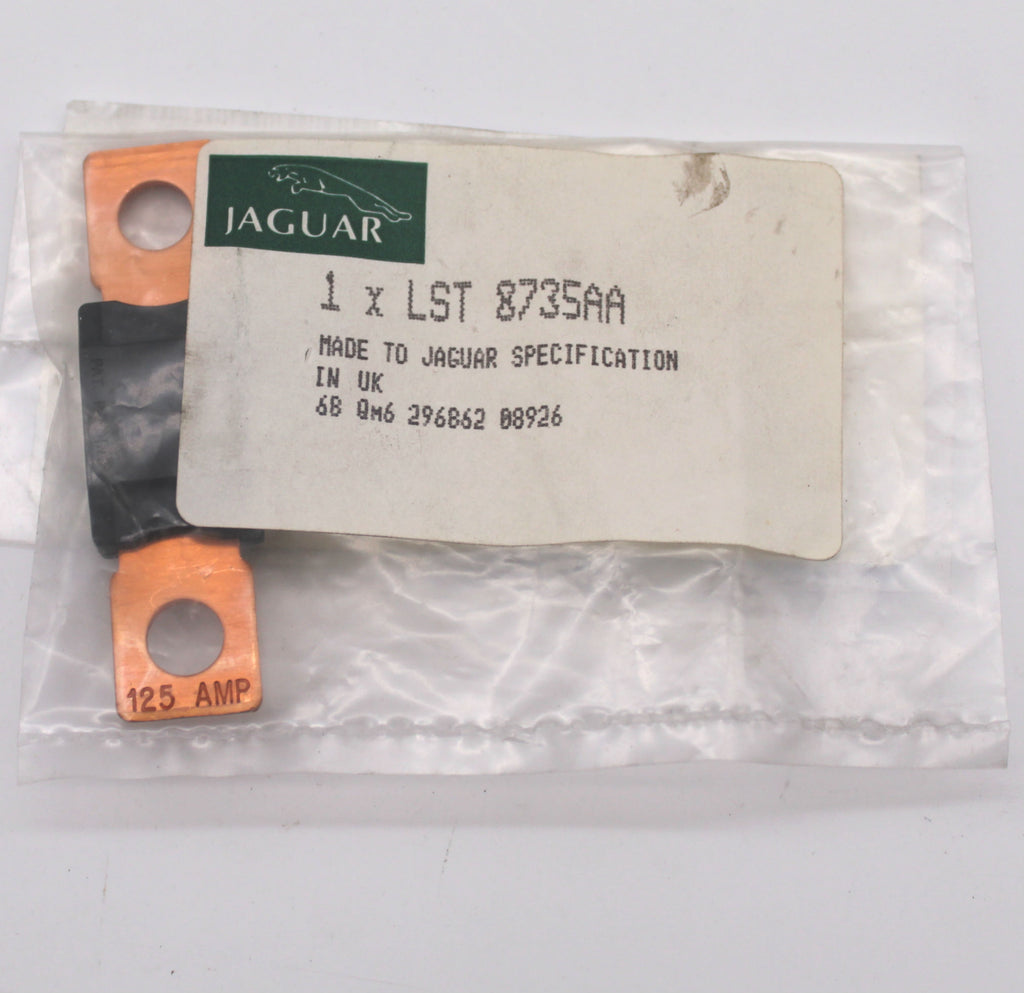 JAGUAR
1 x LST 8735AA
MADE TO JAGUAR SPECIFICATION
IN UK
6B QM6 296862 08926
125 AMP